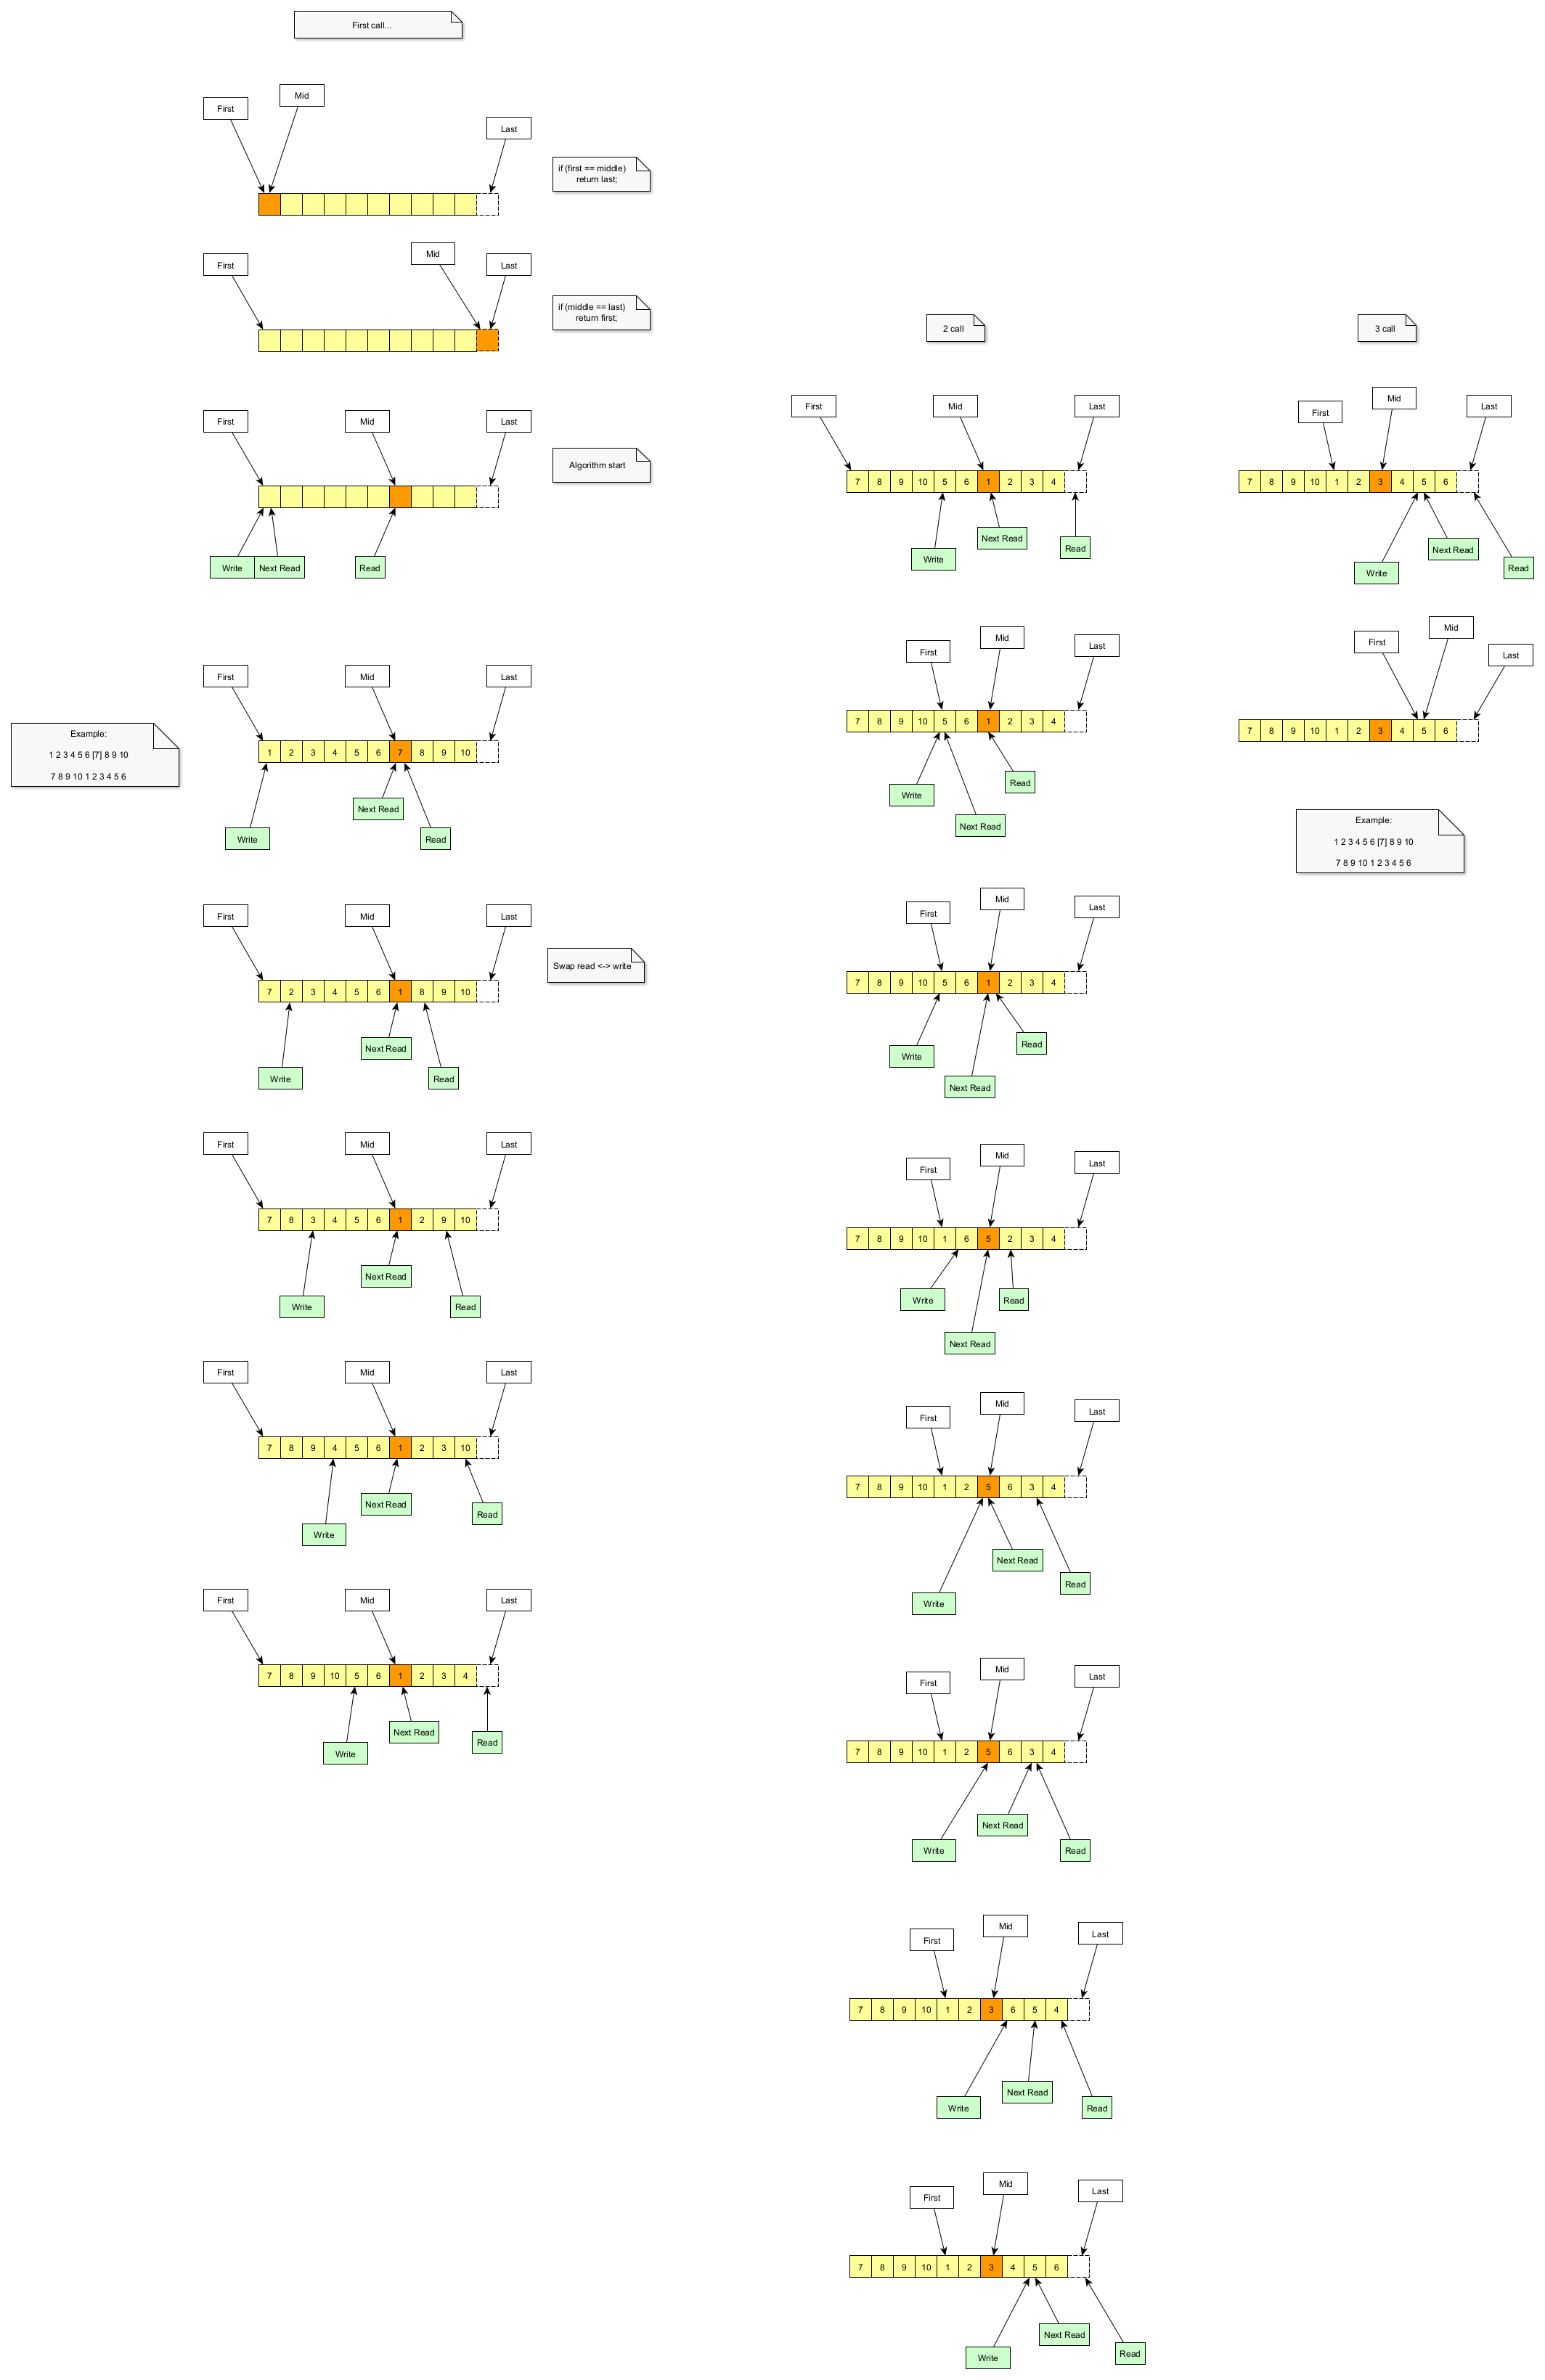 First call...
First
Mid
Last
if (first == middle)
return last;
First
Mid
Last
if (middle == last)
return first;
First
Mid
Last
Algorithm start
Write
Next Read
Read
Example:
1 2 3 4 5 6 [7] 8 9 10
7 8 9 10 1 2 3 4 5 6
First
Mid
Last
1 2 3 4 5 6 7 8 9 10
Next Read
Write
Read
First
Mid
Last
Swap read <-> write
7 2 3 4 5 6 1 8 9 10
Next Read
Write
Read
First
Mid
Last
7 8 3 4 5 6 1 2 9 10
Next Read
Write
Read
First
Mid
Last
7 8 9 4 5 6 1 2 3 10
Next Read
Read
Write
First
Mid
Last
7 8 9 10 5 6 1 2 3 4
Next Read
Read
Write
2 call
First
Mid
Last
7 8 9 10 5 6 1 2 3 4
Next Read
Read
Write
First
Mid
Last
7 8 9 10 5 6 1 2 3 4
Read
Write
Next Read
First
Mid
Last
7 8 9 10 5 6 1 2 3 4
Read
Write
Next Read
First
Mid
Last
7 8 9 10 1 6 5 2 3 4
Write
Read
Next Read
First
Mid
Last
7 8 9 10 1 2 5 6 3 4
Next Read
Read
Write
First
Mid
Last
7 8 9 10 1 2 5 6 3 4
Next Read
Write
Read
First
Mid
Last
7 8 9 10 1 2 3 6 5 4
Next Read
Write
Read
First
Mid
Last
7 8 9 10 1 2 3 4 5 6
Next Read
Read
Write
3 call
First
Mid
Last
7 8 9 10 1 2 3 4 5 6
Next Read
Read
Write
First
Mid
Last
7 8 9 10 1 2 3 4 5 6
Example:
1 2 3 4 5 6 [7] 8 9 10
7 8 9 10 1 2 3 4 5 6